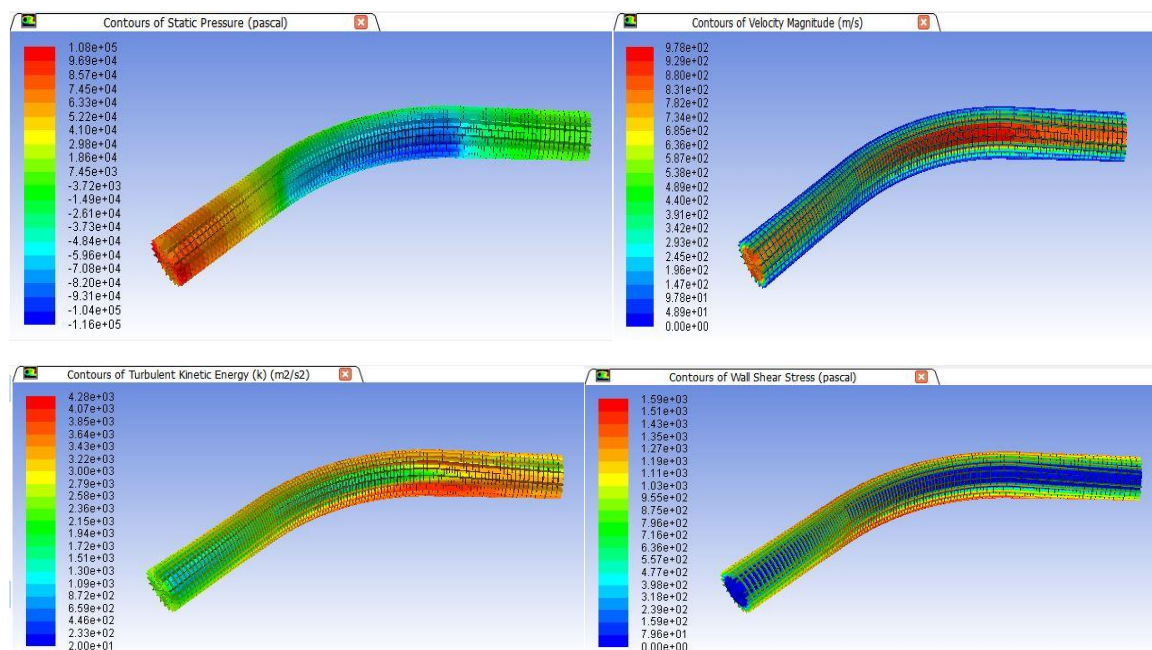 Contours of Static Pressure (pascal)
1.08e+05
9.69e+04
8.57e+04
7.45e+04
6.33e+04
5.22e+04
4.10e+04
2.98e+04
1.86e+04
7.45e+03
-3.72e+03
-1.49e+04
-2.61e+04
-3.73e+04
-4.84e+04
-5.96e+04
-7.08e+04
-8.20e+04
-9.31e+04
-1.04e+05
-1.16e+05
Contours of Velocity Magnitude (m/s)
9.78e+02
9.29e+02
8.80e+02
8.31e+02
7.82e+02
7.34e+02
6.85e+02
6.36e+02
5.87e+02
5.38e+02
4.89e+02
4.40e+02
3.91e+02
3.42e+02
2.93e+02
2.45e+02
1.96e+02
1.47e+02
9.78e+01
4.89e+01
0.00e+00
Contours of Turbulent Kinetic Energy (k) (m2/s2)
4.28e+03
4.07e+03
3.85e+03
3.64e+03
3.43e+03
3.22e+03
3.00e+03
2.79e+03
2.58e+03
2.36e+03
2.15e+03
1.94e+03
1.72e+03
1.51e+03
1.30e+03
1.09e+03
8.72e+02
6.59e+02
4.46e+02
2.33e+02
2.00e+01
Contours of Wall Shear Stress (pascal)
1.59e+03
1.51e+03
1.43e+03
1.35e+03
1.27e+03
1.19e+03
1.11e+03
1.03e+03
9.55e+02
8.75e+02
7.96e+02
7.16e+02
6.36e+02
5.57e+02
4.77e+02
3.98e+02
3.18e+02
2.39e+02
1.59e+02
7.96e+01
0.00e+00